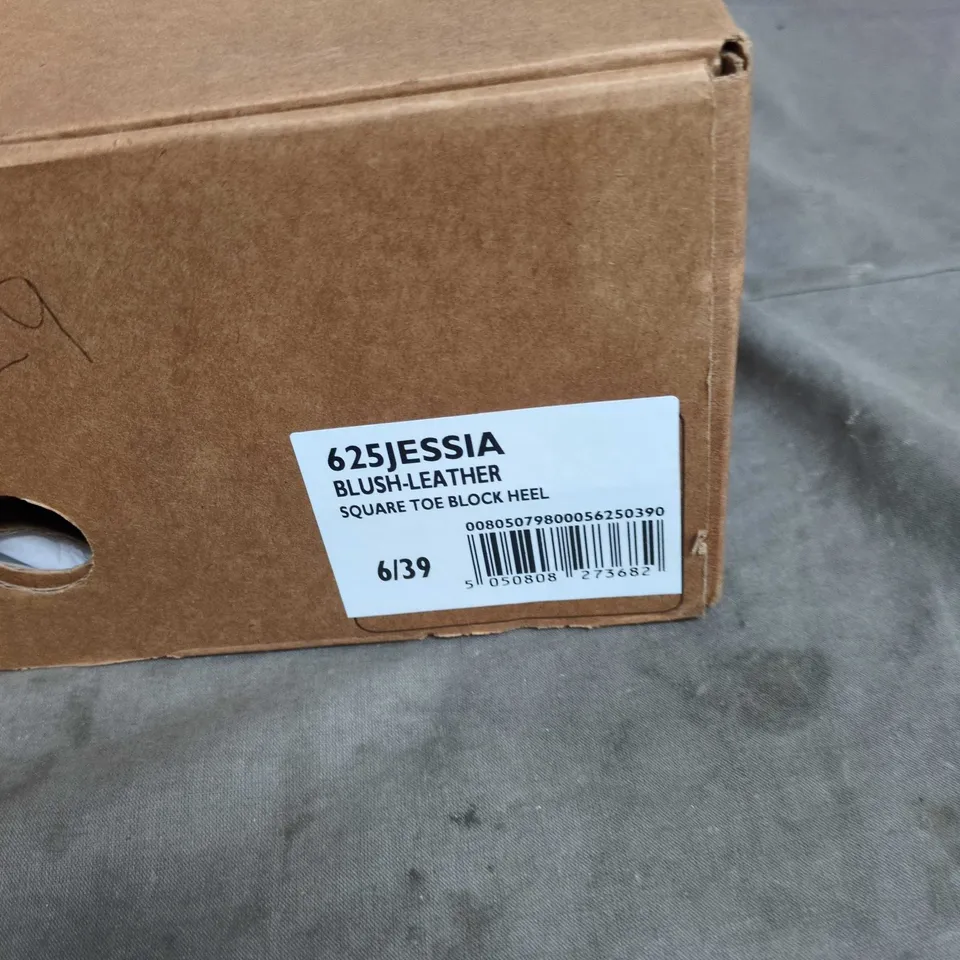 625JESSIA
BLUSH-LEATHER
SQUARE TOE BLOCK HEEL
00805079800056250390
6/39
5 050808 273682